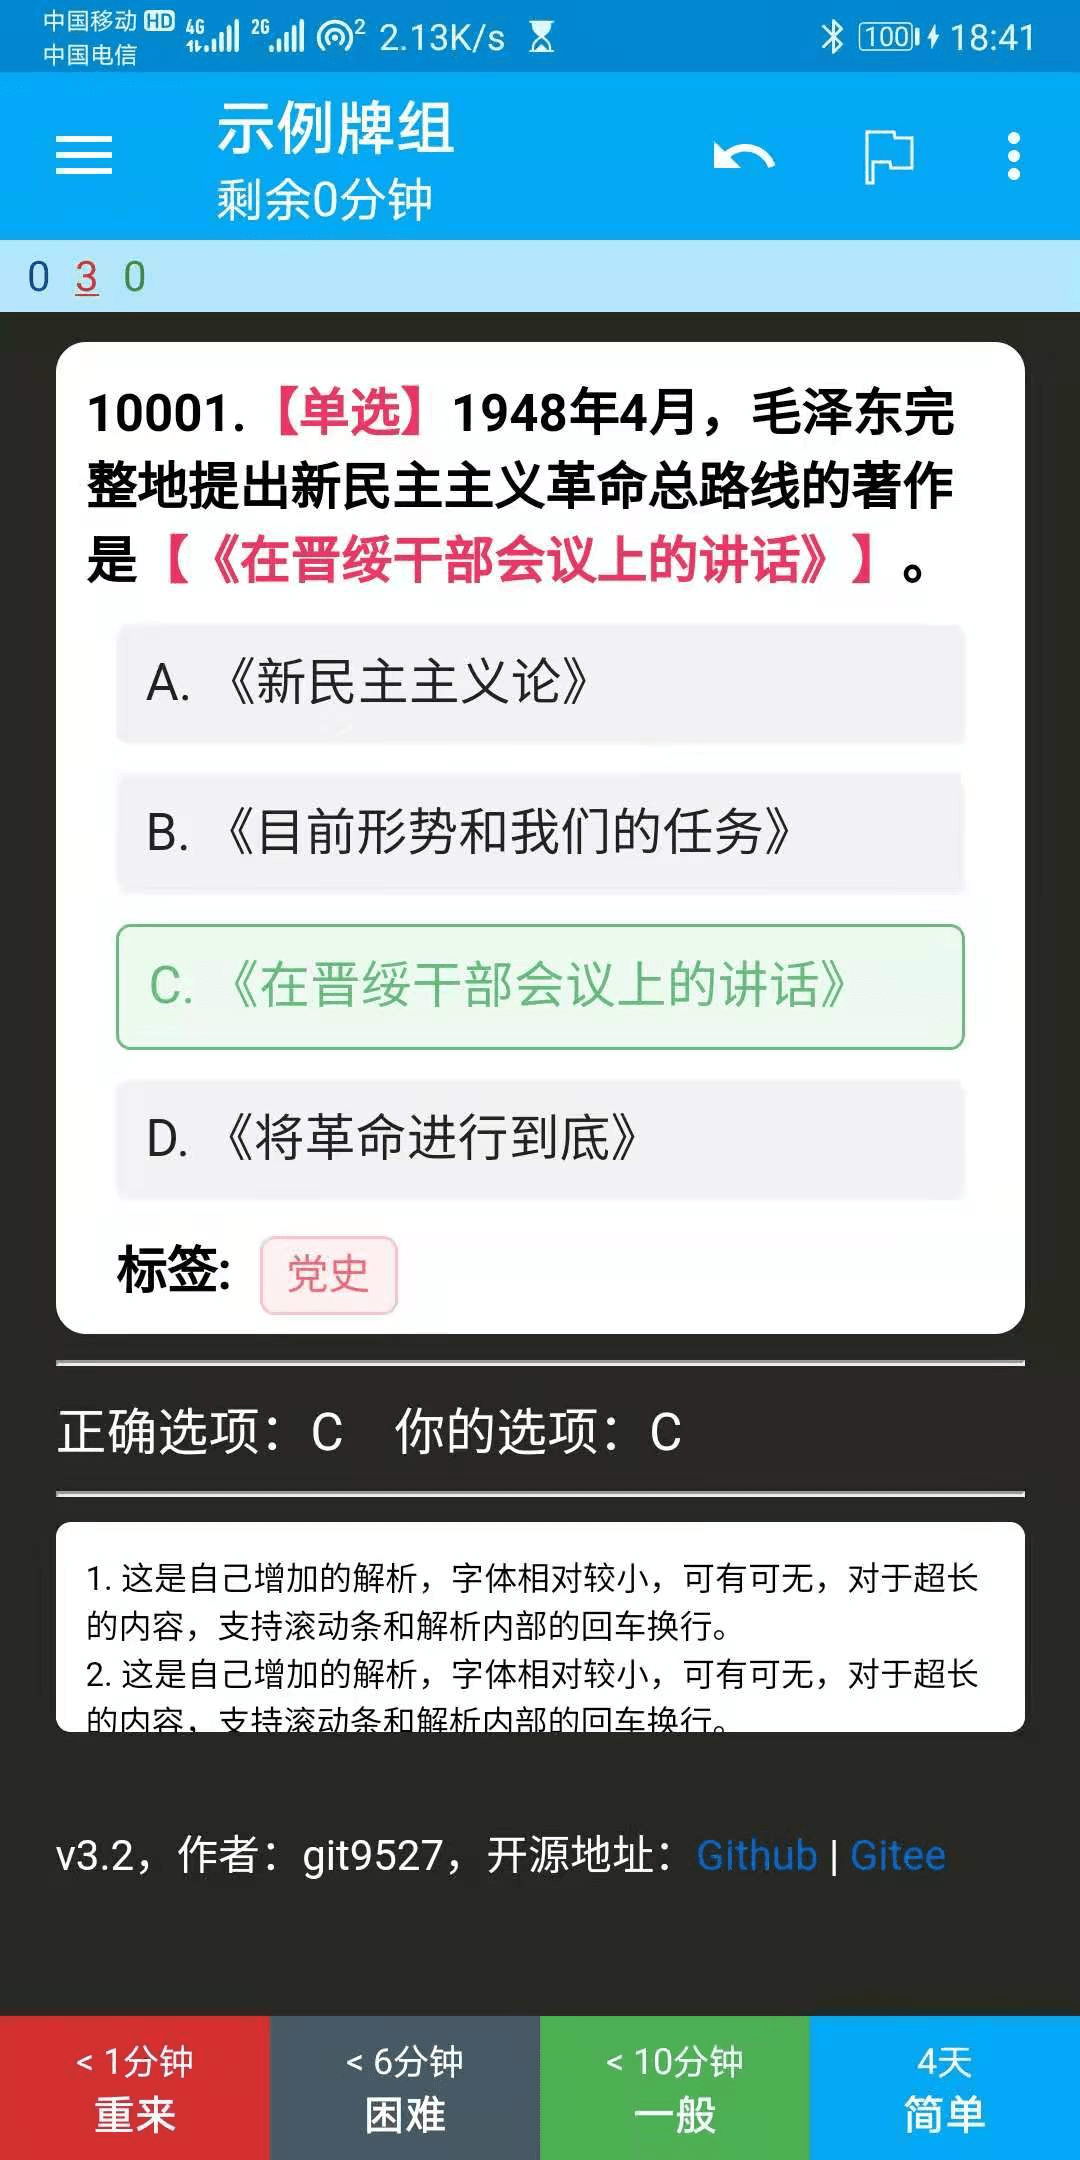 中国移动 HD 4G 2G 2 2.13K/s 100 18:41
中国电信
示例牌组
剩余0分钟
0 3 0
10001.【单选】1948年4月，毛泽东完
整地提出新民主主义革命总路线的著作
是【《在晋绥干部会议上的讲话》】。
A. 《新民主主义论》
B. 《目前形势和我们的任务》
C. 《在晋绥干部会议上的讲话》
D. 《将革命进行到底》
标签: 党史
正确选项：C 你的选项：C
1. 这是自己增加的解析，字体相对较小，可有可无，对于超长
的内容，支持滚动条和解析内部的回车换行。
2. 这是自己增加的解析，字体相对较小，可有可无，对于超长
的内容，支持滚动条和解析内部的回车换行。
v3.2，作者：git9527，开源地址：Github | Gitee
< 1分钟 < 6分钟 < 10分钟 4天
重来 困难 一般 简单